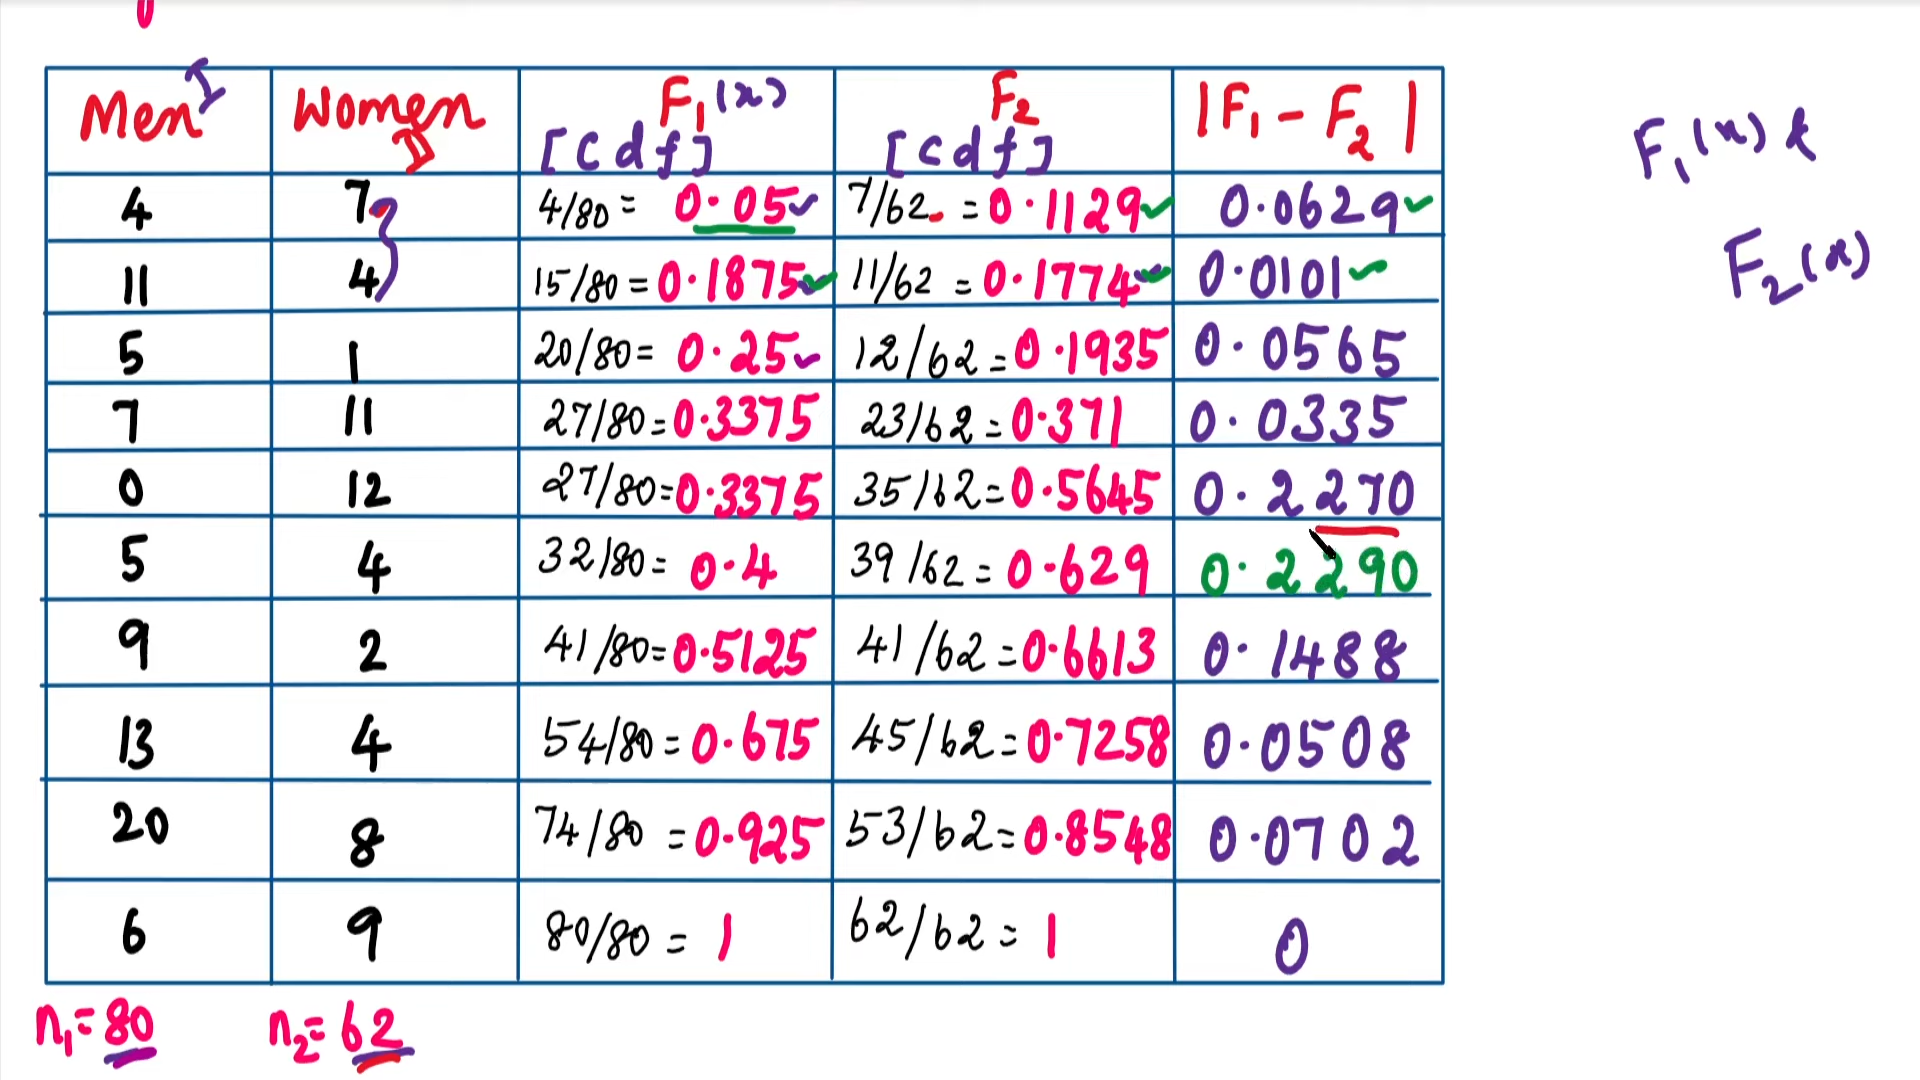 Men I Women II F₁(x) [cdf] F₂ [cdf] |F₁ - F₂|
4 7 4/80 = 0.05 7/62 = 0.1129 0.0629
11 4 15/80 = 0.1875 11/62 = 0.1774 0.0101
5 1 20/80 = 0.25 12/62 = 0.1935 0.0565
7 11 27/80 = 0.3375 23/62 = 0.371 0.0335
0 12 27/80 = 0.3375 35/62 = 0.5645 0.2270
5 4 32/80 = 0.4 39/62 = 0.629 0.2290
9 2 41/80 = 0.5125 41/62 = 0.6613 0.1488
13 4 54/80 = 0.675 45/62 = 0.7258 0.0508
20 8 74/80 = 0.925 53/62 = 0.8548 0.0702
6 9 80/80 = 1 62/62 = 1 0
n₁ = 80 n₂ = 62
F₁(x) &
F₂(x)